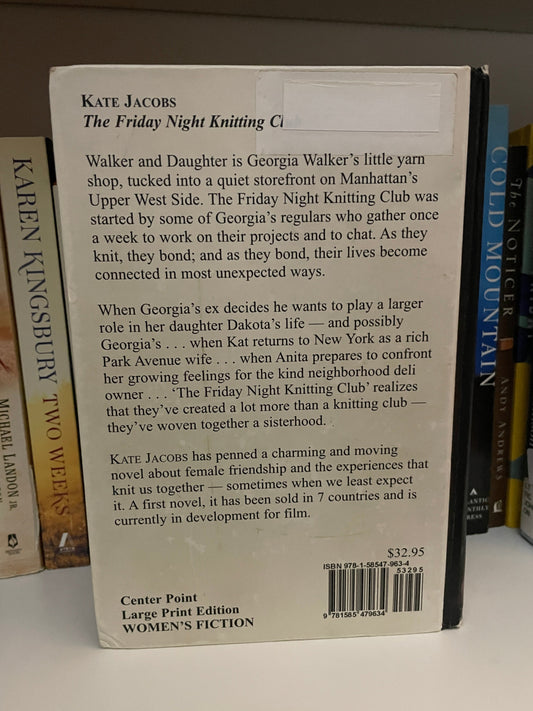 KATE JACOBS
The Friday Night Knitting Club
Walker and Daughter is Georgia Walker's little yarn
shop, tucked into a quiet storefront on Manhattan's
Upper West Side. The Friday Night Knitting Club was
started by some of Georgia's regulars who gather once
a week to work on their projects and to chat. As they
knit, they bond; and as they bond, their lives become
connected in most unexpected ways.
When Georgia's ex decides he wants to play a larger
role in her daughter Dakota's life — and possibly
Georgia's . . . when Kat returns to New York as a rich
Park Avenue wife . . . when Anita prepares to confront
her growing feelings for the kind neighborhood deli
owner . . . 'The Friday Night Knitting Club' realizes
that they've created a lot more than a knitting club —
they've woven together a sisterhood.
KATE JACOBS has penned a charming and moving
novel about female friendship and the experiences that
knit us together — sometimes when we least expect
it. A first novel, it has been sold in 7 countries and is
currently in development for film.
$32.95
ISBN 978-1-58547-963-4
53295
9 781585 479634
Center Point
Large Print Edition
WOMEN'S FICTION
MICHAEL LANDON JR.
KAREN KINGSBURY TWO WEEKS
COLD MOUNTAIN
THE NOTICER
ANDY ANDREWS